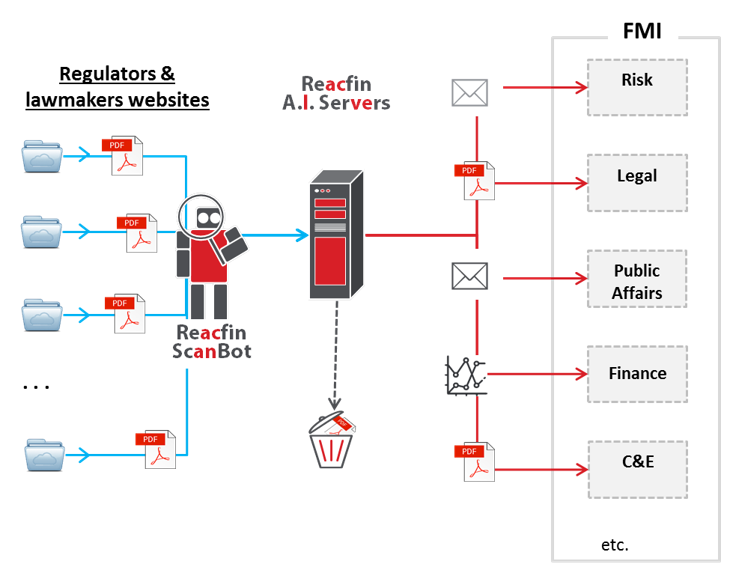 FMI
Regulators &
lawmakers websites
Reacfin
A.I. Servers
PDF
PDF
PDF
. . .
PDF
Reacfin
ScanBot
PDF
PDF
Risk
Legal
Public
Affairs
Finance
C&E
etc.